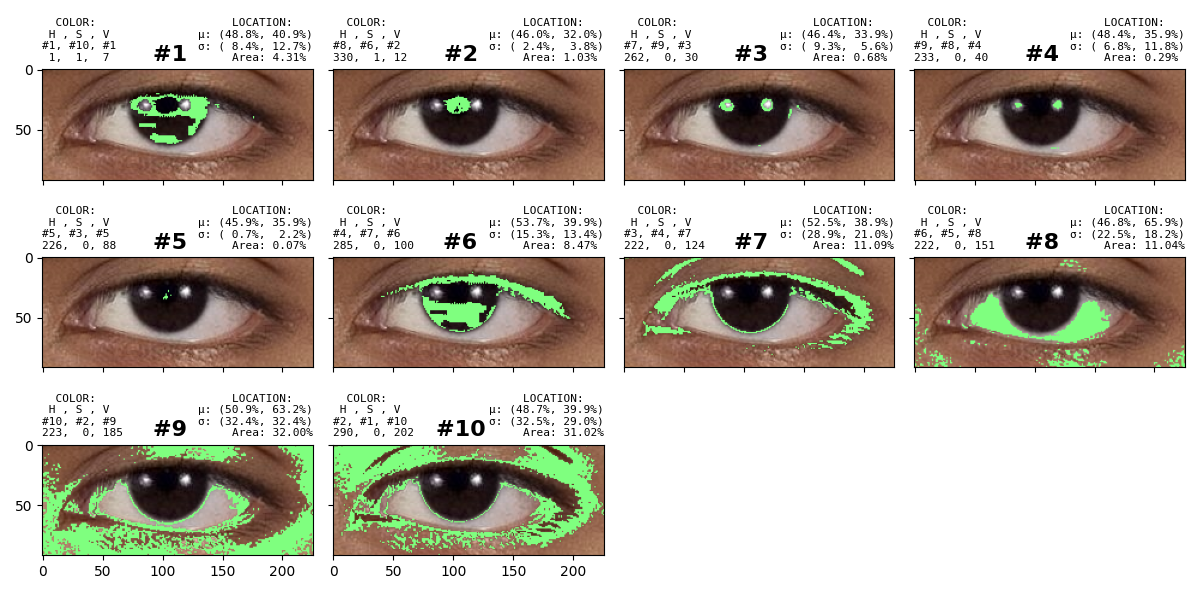 COLOR: LOCATION: COLOR: LOCATION: COLOR: LOCATION: COLOR: LOCATION:
H , S , V μ: (48.8%, 40.9%) H , S , V μ: (46.0%, 32.0%) H , S , V μ: (46.4%, 33.9%) H , S , V μ: (48.4%, 35.9%)
#1, #10, #1 #1 σ: ( 8.4%, 12.7%) #8, #6, #2 #2 σ: ( 2.4%, 3.8%) #7, #9, #3 #3 σ: ( 9.3%, 5.6%) #9, #8, #4 #4 σ: ( 6.8%, 11.8%)
1, 1, 7 Area: 4.31% 330, 1, 12 Area: 1.03% 262, 0, 30 Area: 0.68% 233, 0, 40 Area: 0.29%
0
50
COLOR: LOCATION: COLOR: LOCATION: COLOR: LOCATION: COLOR: LOCATION:
H , S , V μ: (45.9%, 35.9%) H , S , V μ: (53.7%, 39.9%) H , S , V μ: (52.5%, 38.9%) H , S , V μ: (46.8%, 65.9%)
#5, #3, #5 #5 σ: ( 0.7%, 2.2%) #4, #7, #6 #6 σ: (15.3%, 13.4%) #3, #4, #7 #7 σ: (28.9%, 21.0%) #6, #5, #8 #8 σ: (22.5%, 18.2%)
226, 0, 88 Area: 0.07% 285, 0, 100 Area: 8.47% 222, 0, 124 Area: 11.09% 222, 0, 151 Area: 11.04%
0
50
COLOR: LOCATION: COLOR: LOCATION:
H , S , V μ: (50.9%, 63.2%) H , S , V μ: (48.7%, 39.9%)
#10, #2, #9 #9 σ: (32.4%, 32.4%) #2, #1, #10 #10 σ: (32.5%, 29.0%)
223, 0, 185 Area: 32.00% 290, 0, 202 Area: 31.02%
0
50
0 50 100 150 200 0 50 100 150 200